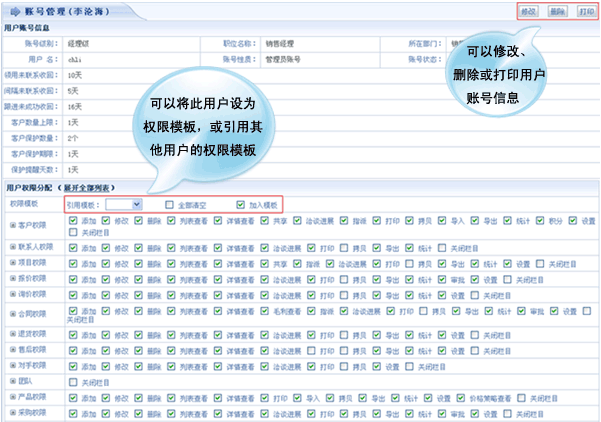 账号管理(李沦海) 修改 删除 打印
用户账号信息
账号级别： 经理级 职位名称： 销售经理 所在部门：
用户 名： chli 账号性质： 管理员账号 账号状态：
领用未联系收回： 10天
间隔未联系收回： 5天
跟进未成功收回： 16天
客户数量上限： 1天
客户保护数量： 2个
客户保护期限： 1天
保护提醒天数： 1天
可以修改、
删除或打印用户
账号信息
可以将此用户设为
权限模板，或引用其
他用户的权限模板
用户权限分配 （展开全部列表）
权限模板 引用模板： 全部清空 加入模板
客户权限 添加 修改 删除 列表查看 详情查看 共享 洽谈进展 指派 打印 拷贝 导入 导出 统计 积分 设置
关闭栏目
联系人权限 添加 修改 删除 列表查看 详情查看 洽谈进展 打印 拷贝 导出 统计 关闭栏目
项目权限 添加 修改 删除 列表查看 详情查看 共享 指派 洽谈进展 打印 拷贝 导出 统计 设置 关闭栏目
报价权限 添加 修改 删除 列表查看 详情查看 洽谈进展 打印 拷贝 导出 统计 审批 设置 关闭栏目
询价权限 添加 修改 删除 列表查看 详情查看 洽谈进展 打印 拷贝 导出 统计 设置 关闭栏目
合同权限 添加 修改 删除 列表查看 详情查看 毛利查看 指派 洽谈进展 打印 拷贝 导出 统计 审批 设置
关闭栏目
退货权限 添加 修改 删除 列表查看 详情查看 洽谈进展 打印 拷贝 导出 统计 设置 关闭栏目
售后权限 添加 修改 删除 列表查看 详情查看 洽谈进展 打印 拷贝 导出 统计 设置 关闭栏目
对手权限 添加 修改 删除 列表查看 详情查看 洽谈进展 打印 拷贝 设置 关闭栏目
团队 关闭栏目
产品权限 添加 修改 删除 列表查看 详情查看 打印 导入 拷贝 导出 统计 设置 价格策略查看 关闭栏目
采购权限 添加 修改 删除 列表查看 详情查看 洽谈进展 打印 拷贝 导出 统计 审批 设置 关闭栏目